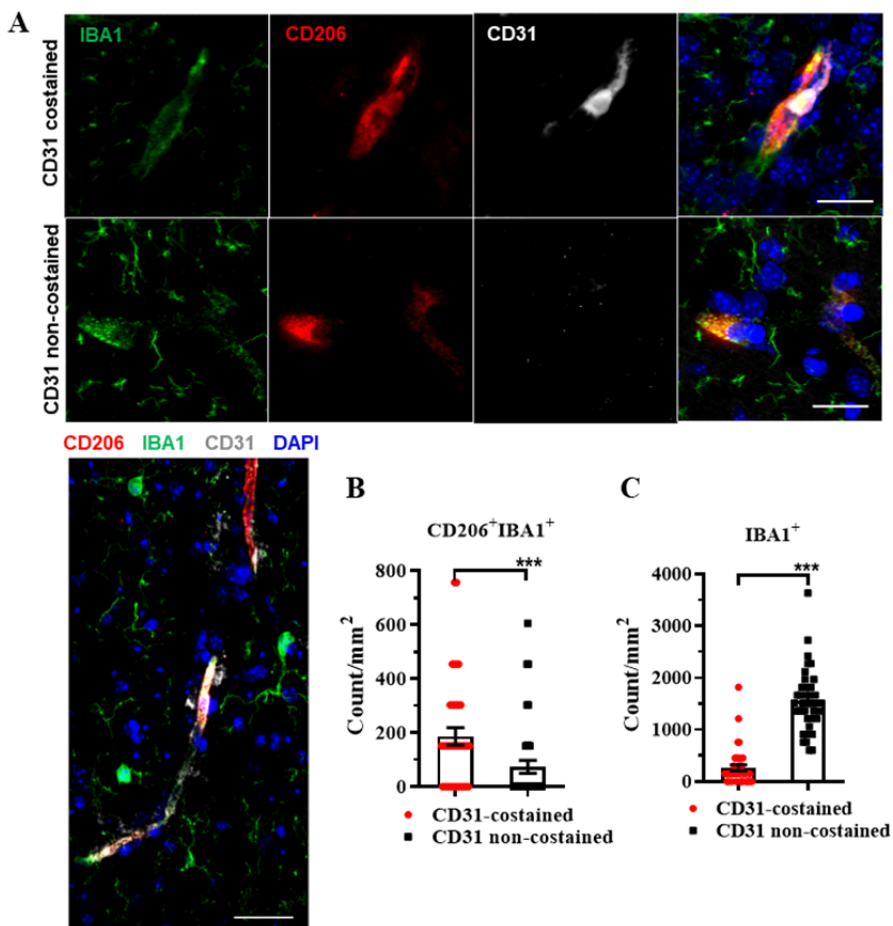 A
CD31 costained
IBA1
CD206
CD31
CD31 non-costained
CD206 IBA1 CD31 DAPI
B
CD206⁺IBA1⁺
***
800
600
400
200
0
Count/mm²
CD31-costained
CD31 non-costained
C
IBA1⁺
***
4000
3000
2000
1000
0
Count/mm²
CD31-costained
CD31 non-costained